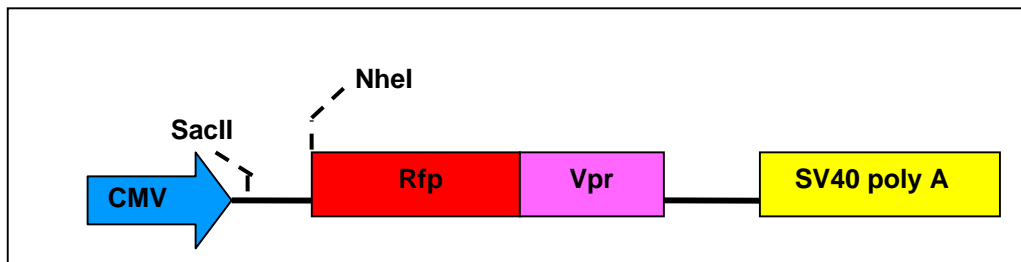 NheI
SacII
CMV
Rfp
Vpr
SV40 poly A